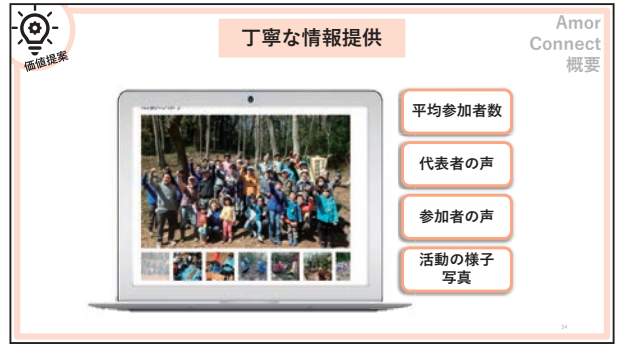 価値提案
丁寧な情報提供
Amor
Connect
概要
平均参加者数
代表者の声
参加者の声
活動の様子
写真
34